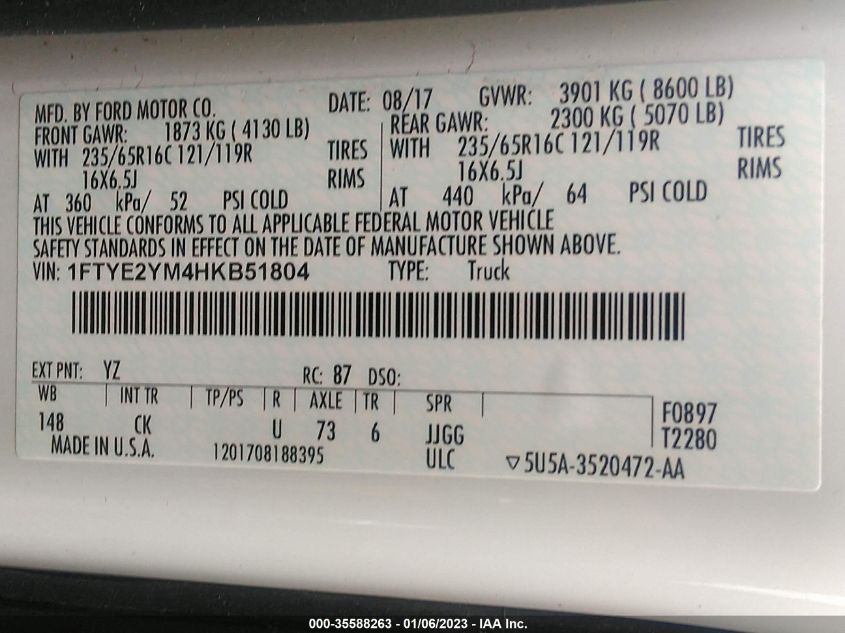 MFD. BY FORD MOTOR CO. DATE: 08/17 GVWR: 3901 KG ( 8600 LB)
FRONT GAWR: 1873 KG ( 4130 LB) REAR GAWR: 2300 KG ( 5070 LB)
WITH 235/65R16C 121/119R TIRES WITH 235/65R16C 121/119R TIRES
16X6.5J RIMS 16X6.5J RIMS
AT 360 kPa/ 52 PSI COLD AT 440 kPa/ 64 PSI COLD
THIS VEHICLE CONFORMS TO ALL APPLICABLE FEDERAL MOTOR VEHICLE
SAFETY STANDARDS IN EFFECT ON THE DATE OF MANUFACTURE SHOWN ABOVE.
VIN: 1FTYE2YM4HKB51804 TYPE: Truck
EXT PNT: YZ RC: 87 DSO:
WB INT TR TP/PS R AXLE TR SPR F0897
148 CK U 73 6 JJGG T2280
MADE IN U.S.A. 1201708188395 ULC ▽5U5A-3520472-AA
000-35588263 - 01/06/2023 - IAA Inc.